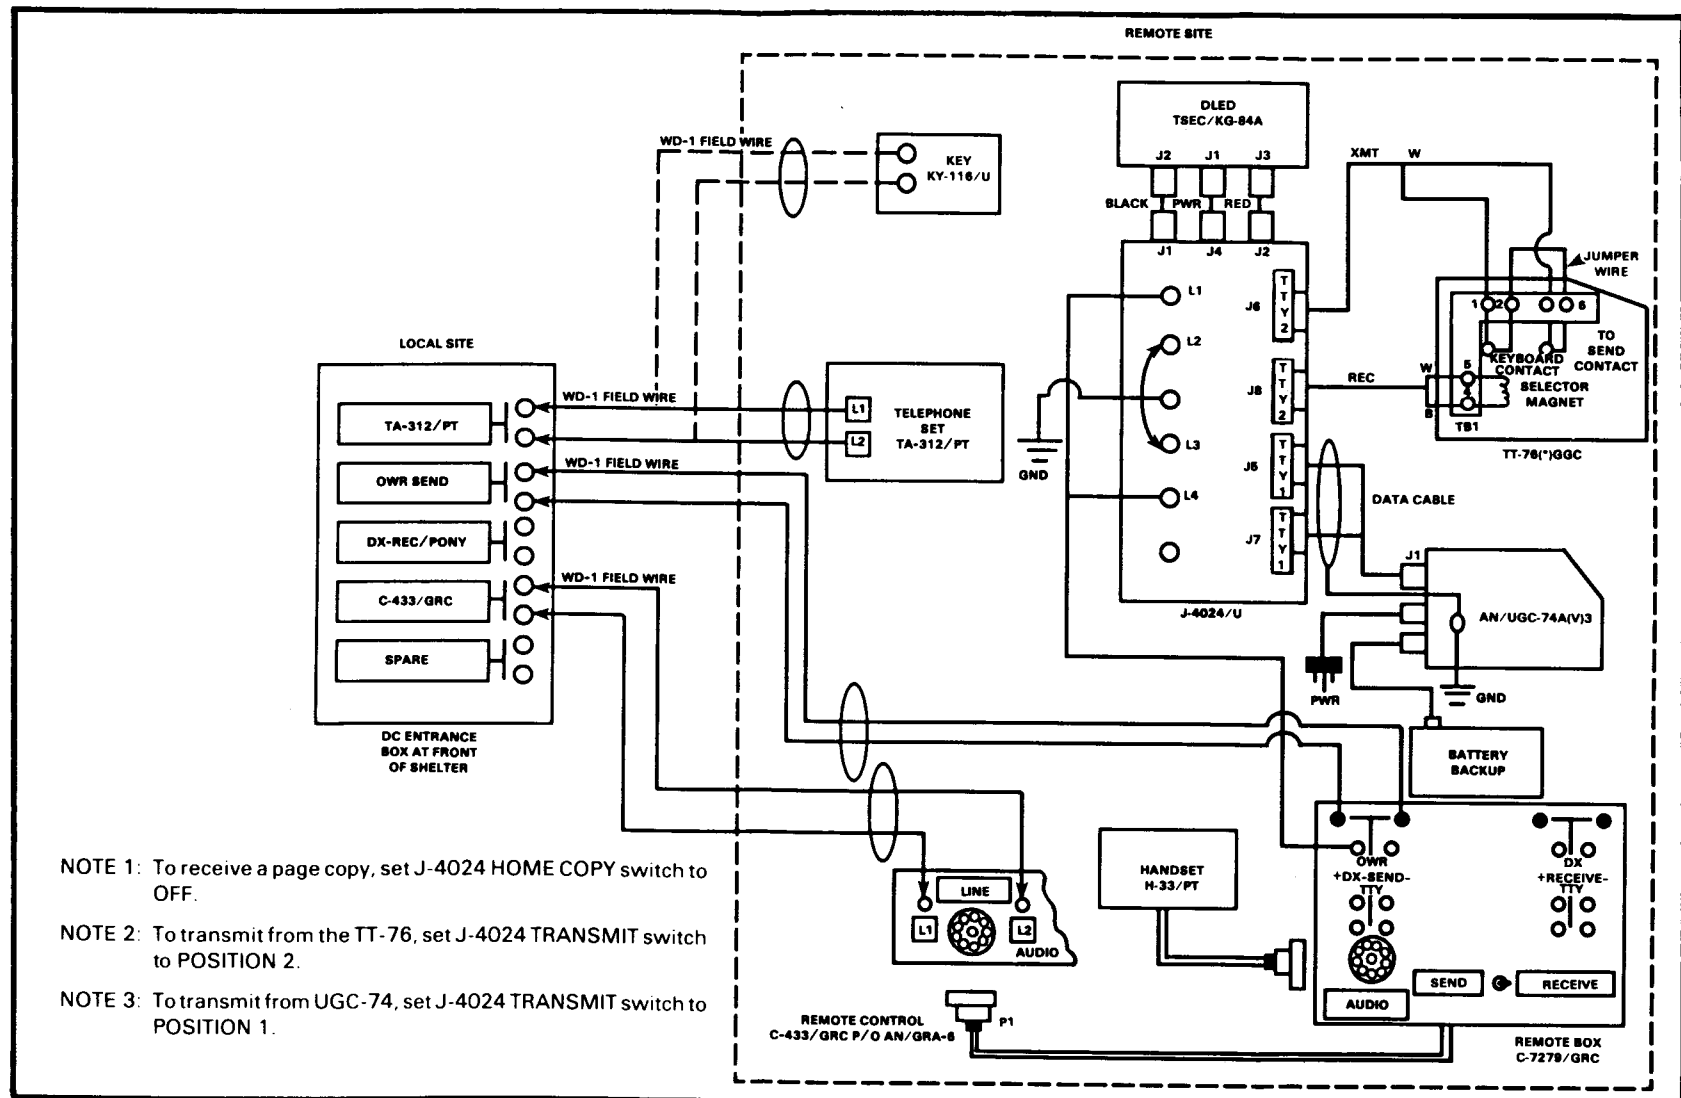 REMOTE SITE
DLED
TSEC/KG-84A
J2 J1 J3
BLACK PWR RED
J1 J4 J2
WD-1 FIELD WIRE
KEY
KY-116/U
XMT W
JUMPER
WIRE
1 2 6
TO
SEND
CONTACT
KEYBOARD
CONTACT
SELECTOR
MAGNET
W
5
4
B
TB1
TT-76(*)GGC
L1
L2
L3
L4
J6
TTY2
J8
TTY2
J5
TTY1
J7
TTY1
REC
GND
DATA CABLE
J-4024/U
J1
AN/UGC-74A(V)3
PWR
GND
BATTERY
BACKUP
LOCAL SITE
TA-312/PT
OWR SEND
DX-REC/PONY
C-433/GRC
SPARE
DC ENTRANCE
BOX AT FRONT
OF SHELTER
WD-1 FIELD WIRE
WD-1 FIELD WIRE
WD-1 FIELD WIRE
L1
L2
TELEPHONE
SET
TA-312/PT
LINE
L1
L2
AUDIO
HANDSET
H-33/PT
OWR
+DX-SEND-
TTY
DX
+RECEIVE-
TTY
SEND
RECEIVE
AUDIO
P1
REMOTE CONTROL
C-433/GRC P/O AN/GRA-6
REMOTE BOX
C-7279/GRC
NOTE 1: To receive a page copy, set J-4024 HOME COPY switch to
OFF.
NOTE 2: To transmit from the TT-76, set J-4024 TRANSMIT switch
to POSITION 2.
NOTE 3: To transmit from UGC-74, set J-4024 TRANSMIT switch to
POSITION 1.